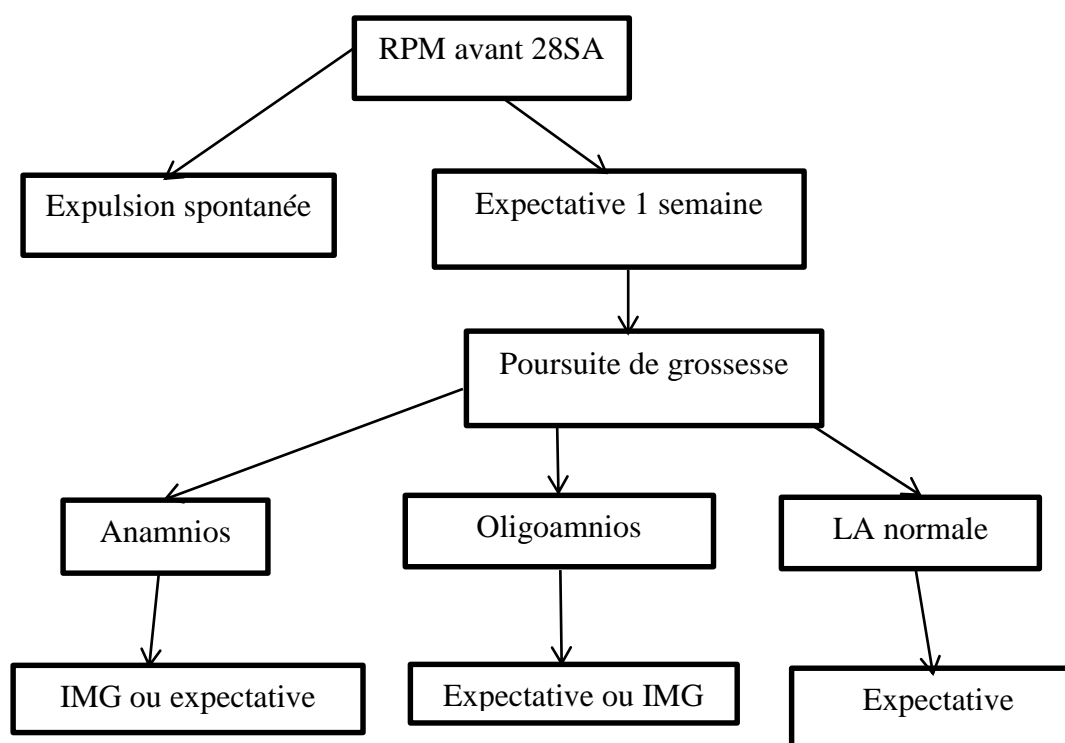 RPM avant 28SA
Expulsion spontanée
Expectative 1 semaine
Poursuite de grossesse
Anamnios
Oligoamnios
LA normale
IMG ou expectative
Expectative ou IMG
Expectative